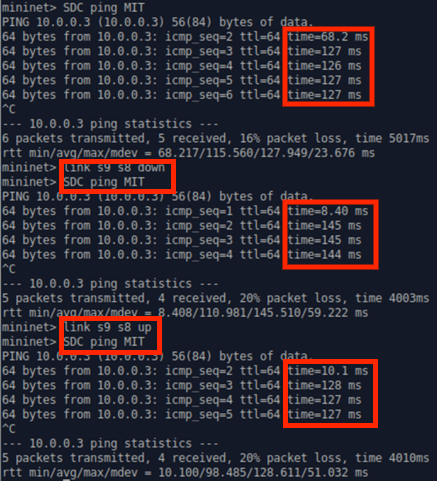 mininet> SDC ping MIT
PING 10.0.0.3 (10.0.0.3) 56(84) bytes of data.
64 bytes from 10.0.0.3: icmp_seq=2 ttl=64 time=68.2 ms
64 bytes from 10.0.0.3: icmp_seq=3 ttl=64 time=127 ms
64 bytes from 10.0.0.3: icmp_seq=4 ttl=64 time=126 ms
64 bytes from 10.0.0.3: icmp_seq=5 ttl=64 time=127 ms
64 bytes from 10.0.0.3: icmp_seq=6 ttl=64 time=127 ms
^C
--- 10.0.0.3 ping statistics ---
6 packets transmitted, 5 received, 16% packet loss, time 5017ms
rtt min/avg/max/mdev = 68.217/115.560/127.949/23.676 ms
mininet> link s9 s8 down
mininet> SDC ping MIT
PING 10.0.0.3 (10.0.0.3) 56(84) bytes of data.
64 bytes from 10.0.0.3: icmp_seq=1 ttl=64 time=8.40 ms
64 bytes from 10.0.0.3: icmp_seq=2 ttl=64 time=145 ms
64 bytes from 10.0.0.3: icmp_seq=3 ttl=64 time=145 ms
64 bytes from 10.0.0.3: icmp_seq=4 ttl=64 time=144 ms
^C
--- 10.0.0.3 ping statistics ---
5 packets transmitted, 4 received, 20% packet loss, time 4003ms
rtt min/avg/max/mdev = 8.408/110.981/145.510/59.222 ms
mininet> link s9 s8 up
mininet> SDC ping MIT
PING 10.0.0.3 (10.0.0.3) 56(84) bytes of data.
64 bytes from 10.0.0.3: icmp_seq=2 ttl=64 time=10.1 ms
64 bytes from 10.0.0.3: icmp_seq=3 ttl=64 time=128 ms
64 bytes from 10.0.0.3: icmp_seq=4 ttl=64 time=127 ms
64 bytes from 10.0.0.3: icmp_seq=5 ttl=64 time=127 ms
^C
--- 10.0.0.3 ping statistics ---
5 packets transmitted, 4 received, 20% packet loss, time 4010ms
rtt min/avg/max/mdev = 10.100/98.485/128.611/51.032 ms